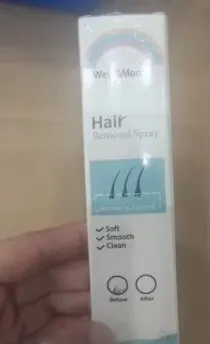 Hair
Removal Spray
Soft
Smooth
Clean
Before
After